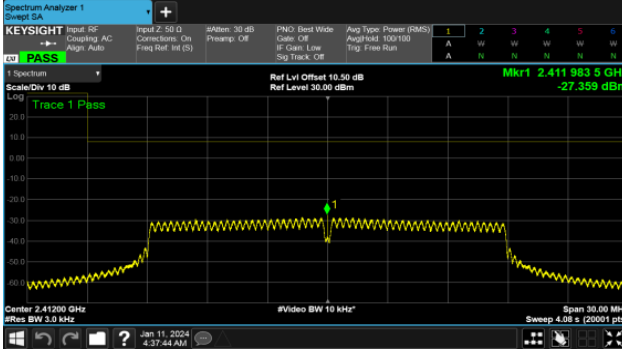 Spectrum Analyzer 1
Swept SA
+
KEYSIGHT Input: RF Input Z: 50 Ω #Atten: 30 dB PNO: Best Wide Avg Type: Power (RMS) 1 2 3 4 5 6
Coupling: AC Corrections: On Preamp: Off Gate: Off Avg|Hold: 100/100 A W W W W W
Align: Auto Freq Ref: Int (S) IF Gain: Low Trig: Free Run
Sig Track: Off A N N N N N
LXI PASS
1 Spectrum Ref Lvl Offset 10.50 dB Mkr1 2.411 983 5 GH
Scale/Div 10 dB Ref Level 30.00 dBm -27.359 dBr
Log Trace 1 Pass
20.0
10.0
0.00
-10.0
-20.0
1
-30.0
-40.0
-50.0
-60.0
Center 2.41200 GHz #Video BW 10 kHz* Span 30.00 MH
#Res BW 3.0 kHz Sweep 4.08 s (20001 pts
? Jan 11, 2024
4:37:44 AM